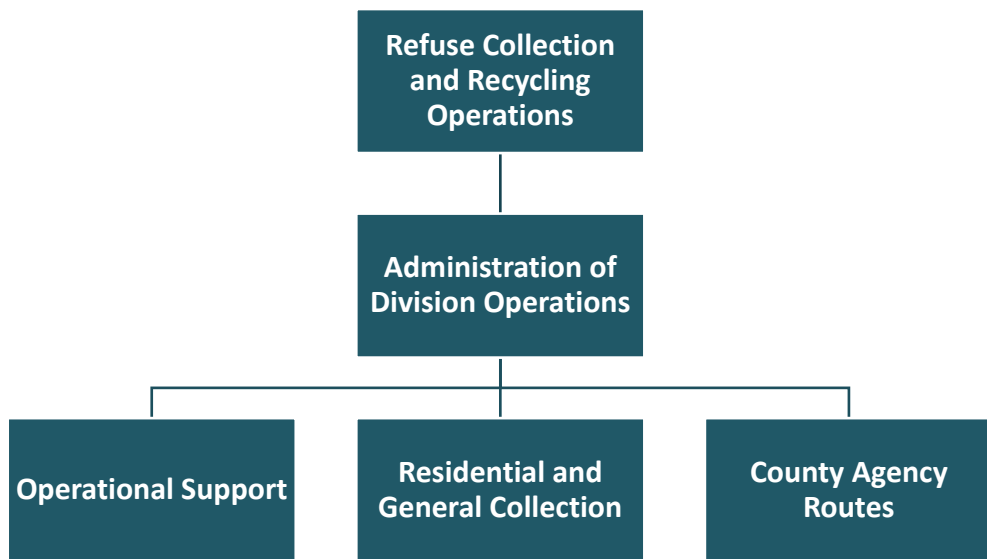 Refuse Collection
and Recycling
Operations
Administration of
Division Operations
Operational Support
Residential and
General Collection
County Agency
Routes